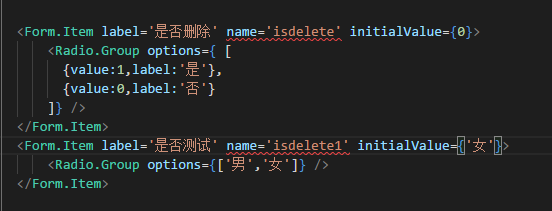 <Form.Item label='是否删除' name='isdelete' initialValue={0}>
<Radio.Group options={ [
{value:1,label:'是'},
{value:0,label:'否'}
]} />
</Form.Item>
<Form.Item label='是否测试' name='isdelete1' initialValue={'女'}>
<Radio.Group options={['男','女']} />
</Form.Item>